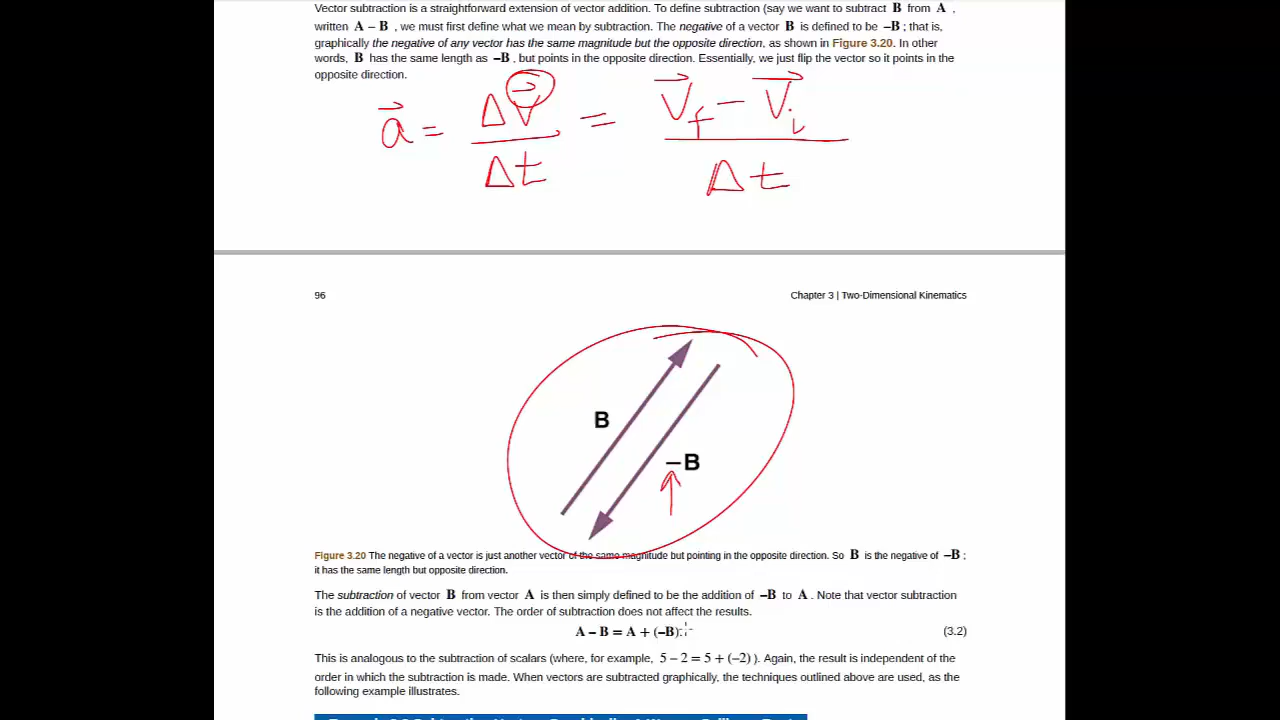 Vector subtraction is a straightforward extension of vector addition. To define subtraction (say we want to subtract B from A ,
written A – B , we must first define what we mean by subtraction. The negative of a vector B is defined to be –B ; that is,
graphically the negative of any vector has the same magnitude but the opposite direction, as shown in Figure 3.20. In other
words, B has the same length as –B , but points in the opposite direction. Essentially, we just flip the vector so it points in the
opposite direction.
a⃗ = ΔV⃗ / Δt = (V⃗f – V⃗i) / Δt
96 Chapter 3 | Two-Dimensional Kinematics
B
–B
Figure 3.20 The negative of a vector is just another vector of the same magnitude but pointing in the opposite direction. So B is the negative of –B ;
it has the same length but opposite direction.
The subtraction of vector B from vector A is then simply defined to be the addition of –B to A . Note that vector subtraction
is the addition of a negative vector. The order of subtraction does not affect the results.
A – B = A + (–B). (3.2)
This is analogous to the subtraction of scalars (where, for example, 5 – 2 = 5 + (–2) ). Again, the result is independent of the
order in which the subtraction is made. When vectors are subtracted graphically, the techniques outlined above are used, as the
following example illustrates.